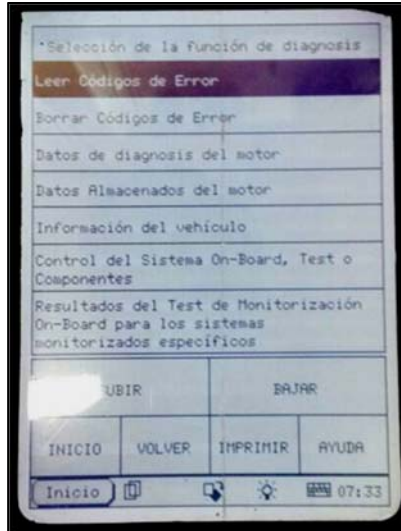 *Selección de la función de diagnosis
Leer Códigos de Error
Borrar Códigos de Error
Datos de diagnosis del motor
Datos Almacenados del motor
Información del vehículo
Control del Sistema On-Board, Test o
Componentes
Resultados del Test de Monitorización
On-Board para los sistemas
monitorizados específicos
SUBIR BAJAR
INICIO VOLVER IMPRIMIR AYUDA
Inicio 07:33